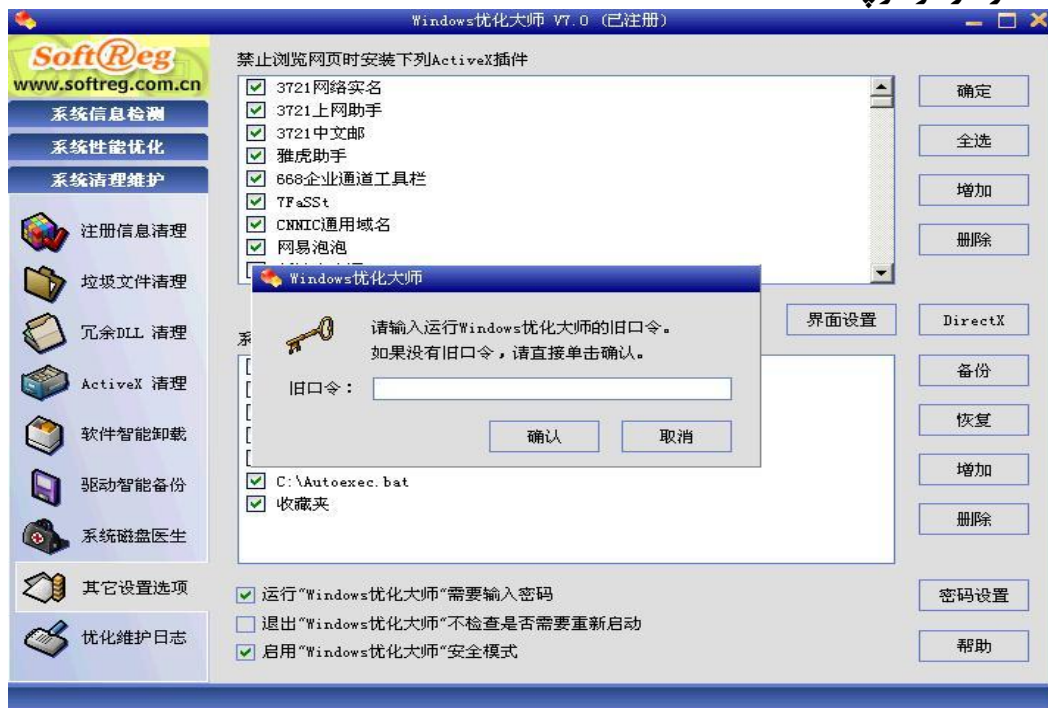 Windows优化大师 V7.0 (已注册)
SoftReg
www.softreg.com.cn
系统信息检测
系统性能优化
系统清理维护
注册信息清理
垃圾文件清理
冗余DLL 清理
ActiveX 清理
软件智能卸载
驱动智能备份
系统磁盘医生
其它设置选项
优化维护日志
禁止浏览网页时安装下列ActiveX插件
3721网络实名
3721上网助手
3721中文邮
雅虎助手
668企业通道工具栏
7FaSSt
CNNIC通用域名
网易泡泡
确定
全选
增加
删除
Windows优化大师
请输入运行Windows优化大师的旧口令。
如果没有旧口令，请直接单击确认。
旧口令：
确认
取消
界面设置
DirectX
备份
恢复
增加
删除
C:\Autoexec.bat
收藏夹
运行"Windows优化大师"需要输入密码
退出"Windows优化大师"不检查是否需要重新启动
启用"Windows优化大师"安全模式
密码设置
帮助